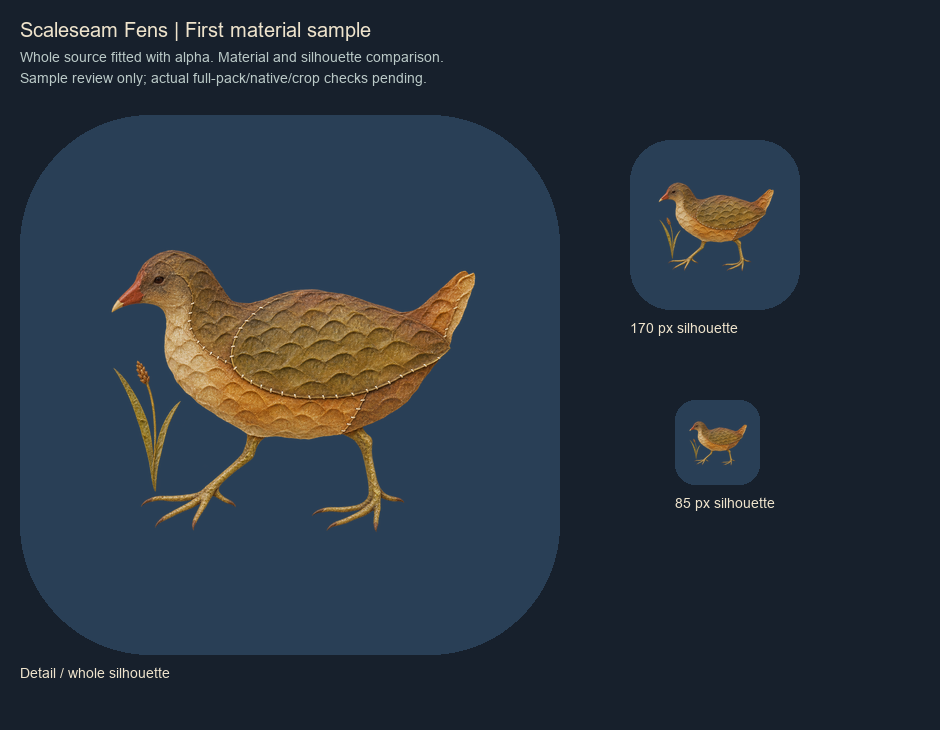 Scaleseam Fens | First material sample
Whole source fitted with alpha. Material and silhouette comparison.
Sample review only; actual full-pack/native/crop checks pending.
170 px silhouette
85 px silhouette
Detail / whole silhouette